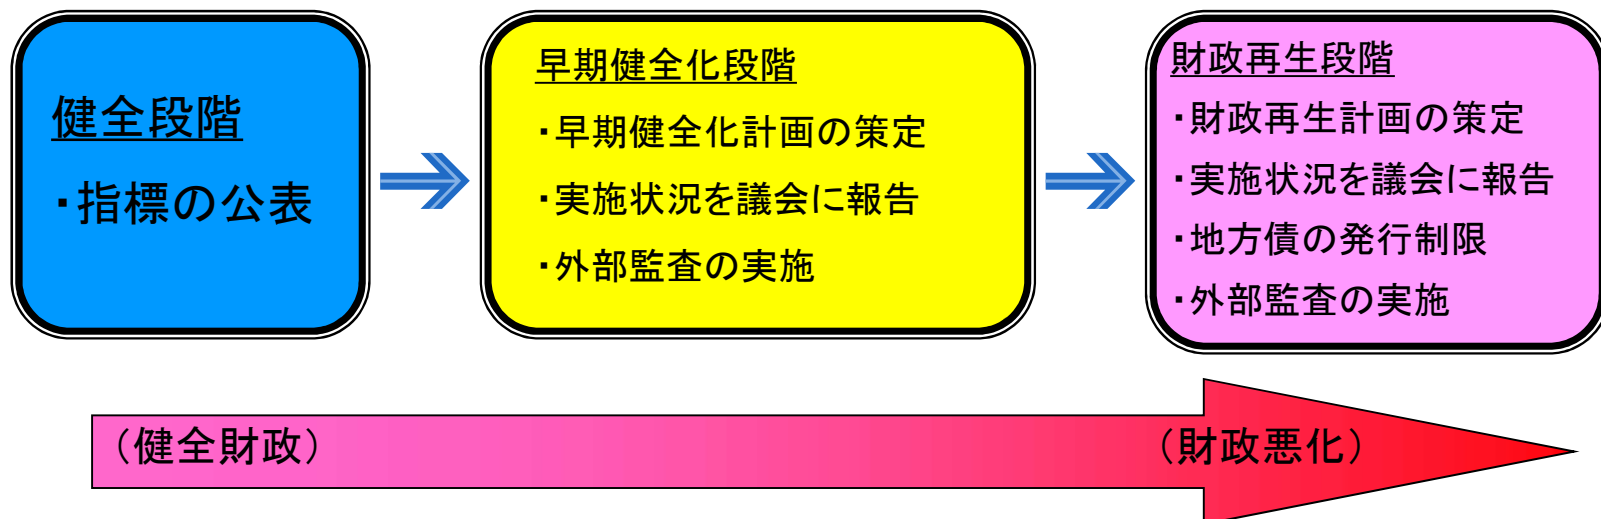 健全段階
・指標の公表
早期健全化段階
・早期健全化計画の策定
・実施状況を議会に報告
・外部監査の実施
財政再生段階
・財政再生計画の策定
・実施状況を議会に報告
・地方債の発行制限
・外部監査の実施
（健全財政）
（財政悪化）